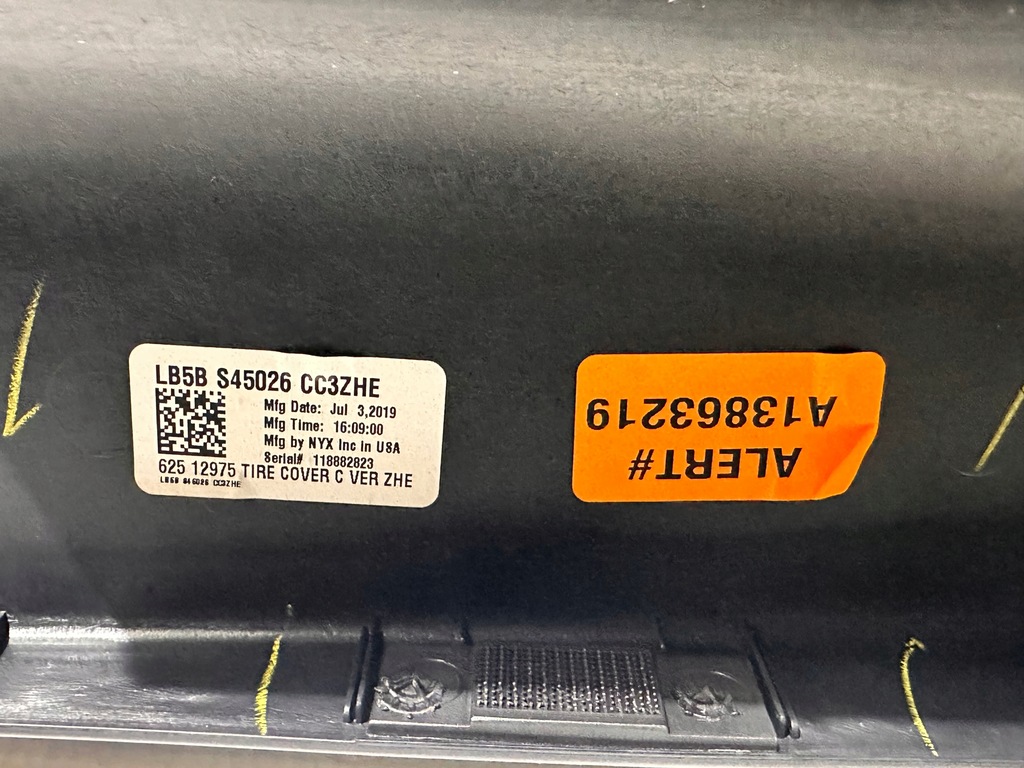 LB5B S45026 CC3ZHE
Mfg Date: Jul 3,2019
Mfg Time: 16:09:00
Mfg by NYX Inc in USA
Serial# 118882823
625 12975 TIRE COVER C VER ZHE
LB5B S45026 CC3ZHE
ALERT#
A13863219